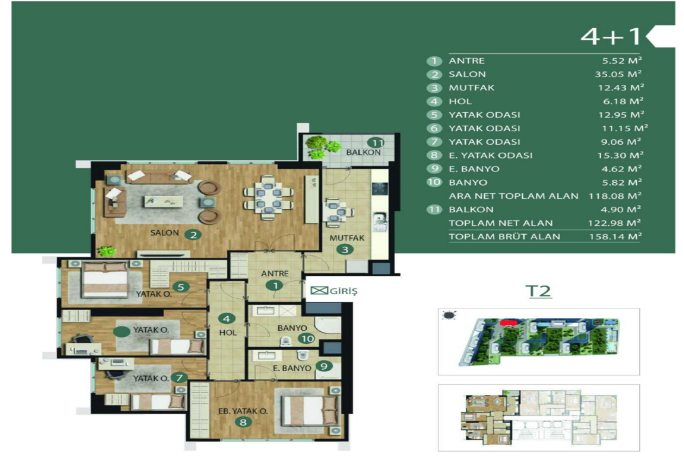 4+1
1 ANTRE 5.52 M²
2 SALON 35.05 M²
3 MUTFAK 12.43 M²
4 HOL 6.18 M²
5 YATAK ODASI 12.95 M²
6 YATAK ODASI 11.15 M²
7 YATAK ODASI 9.06 M²
8 E. YATAK ODASI 15.30 M²
9 E. BANYO 4.62 M²
10 BANYO 5.82 M²
ARA NET TOPLAM ALAN 118.08 M²
11 BALKON 4.90 M²
TOPLAM NET ALAN 122.98 M²
TOPLAM BRÜT ALAN 158.14 M²
11
BALKON
SALON 2
MUTFAK
3
ANTRE
1
5
YATAK O.
GİRİŞ
4
HOL
YATAK O.
BANYO
10
E. BANYO 9
YATAK O. 7
EB. YATAK O.
8
T2